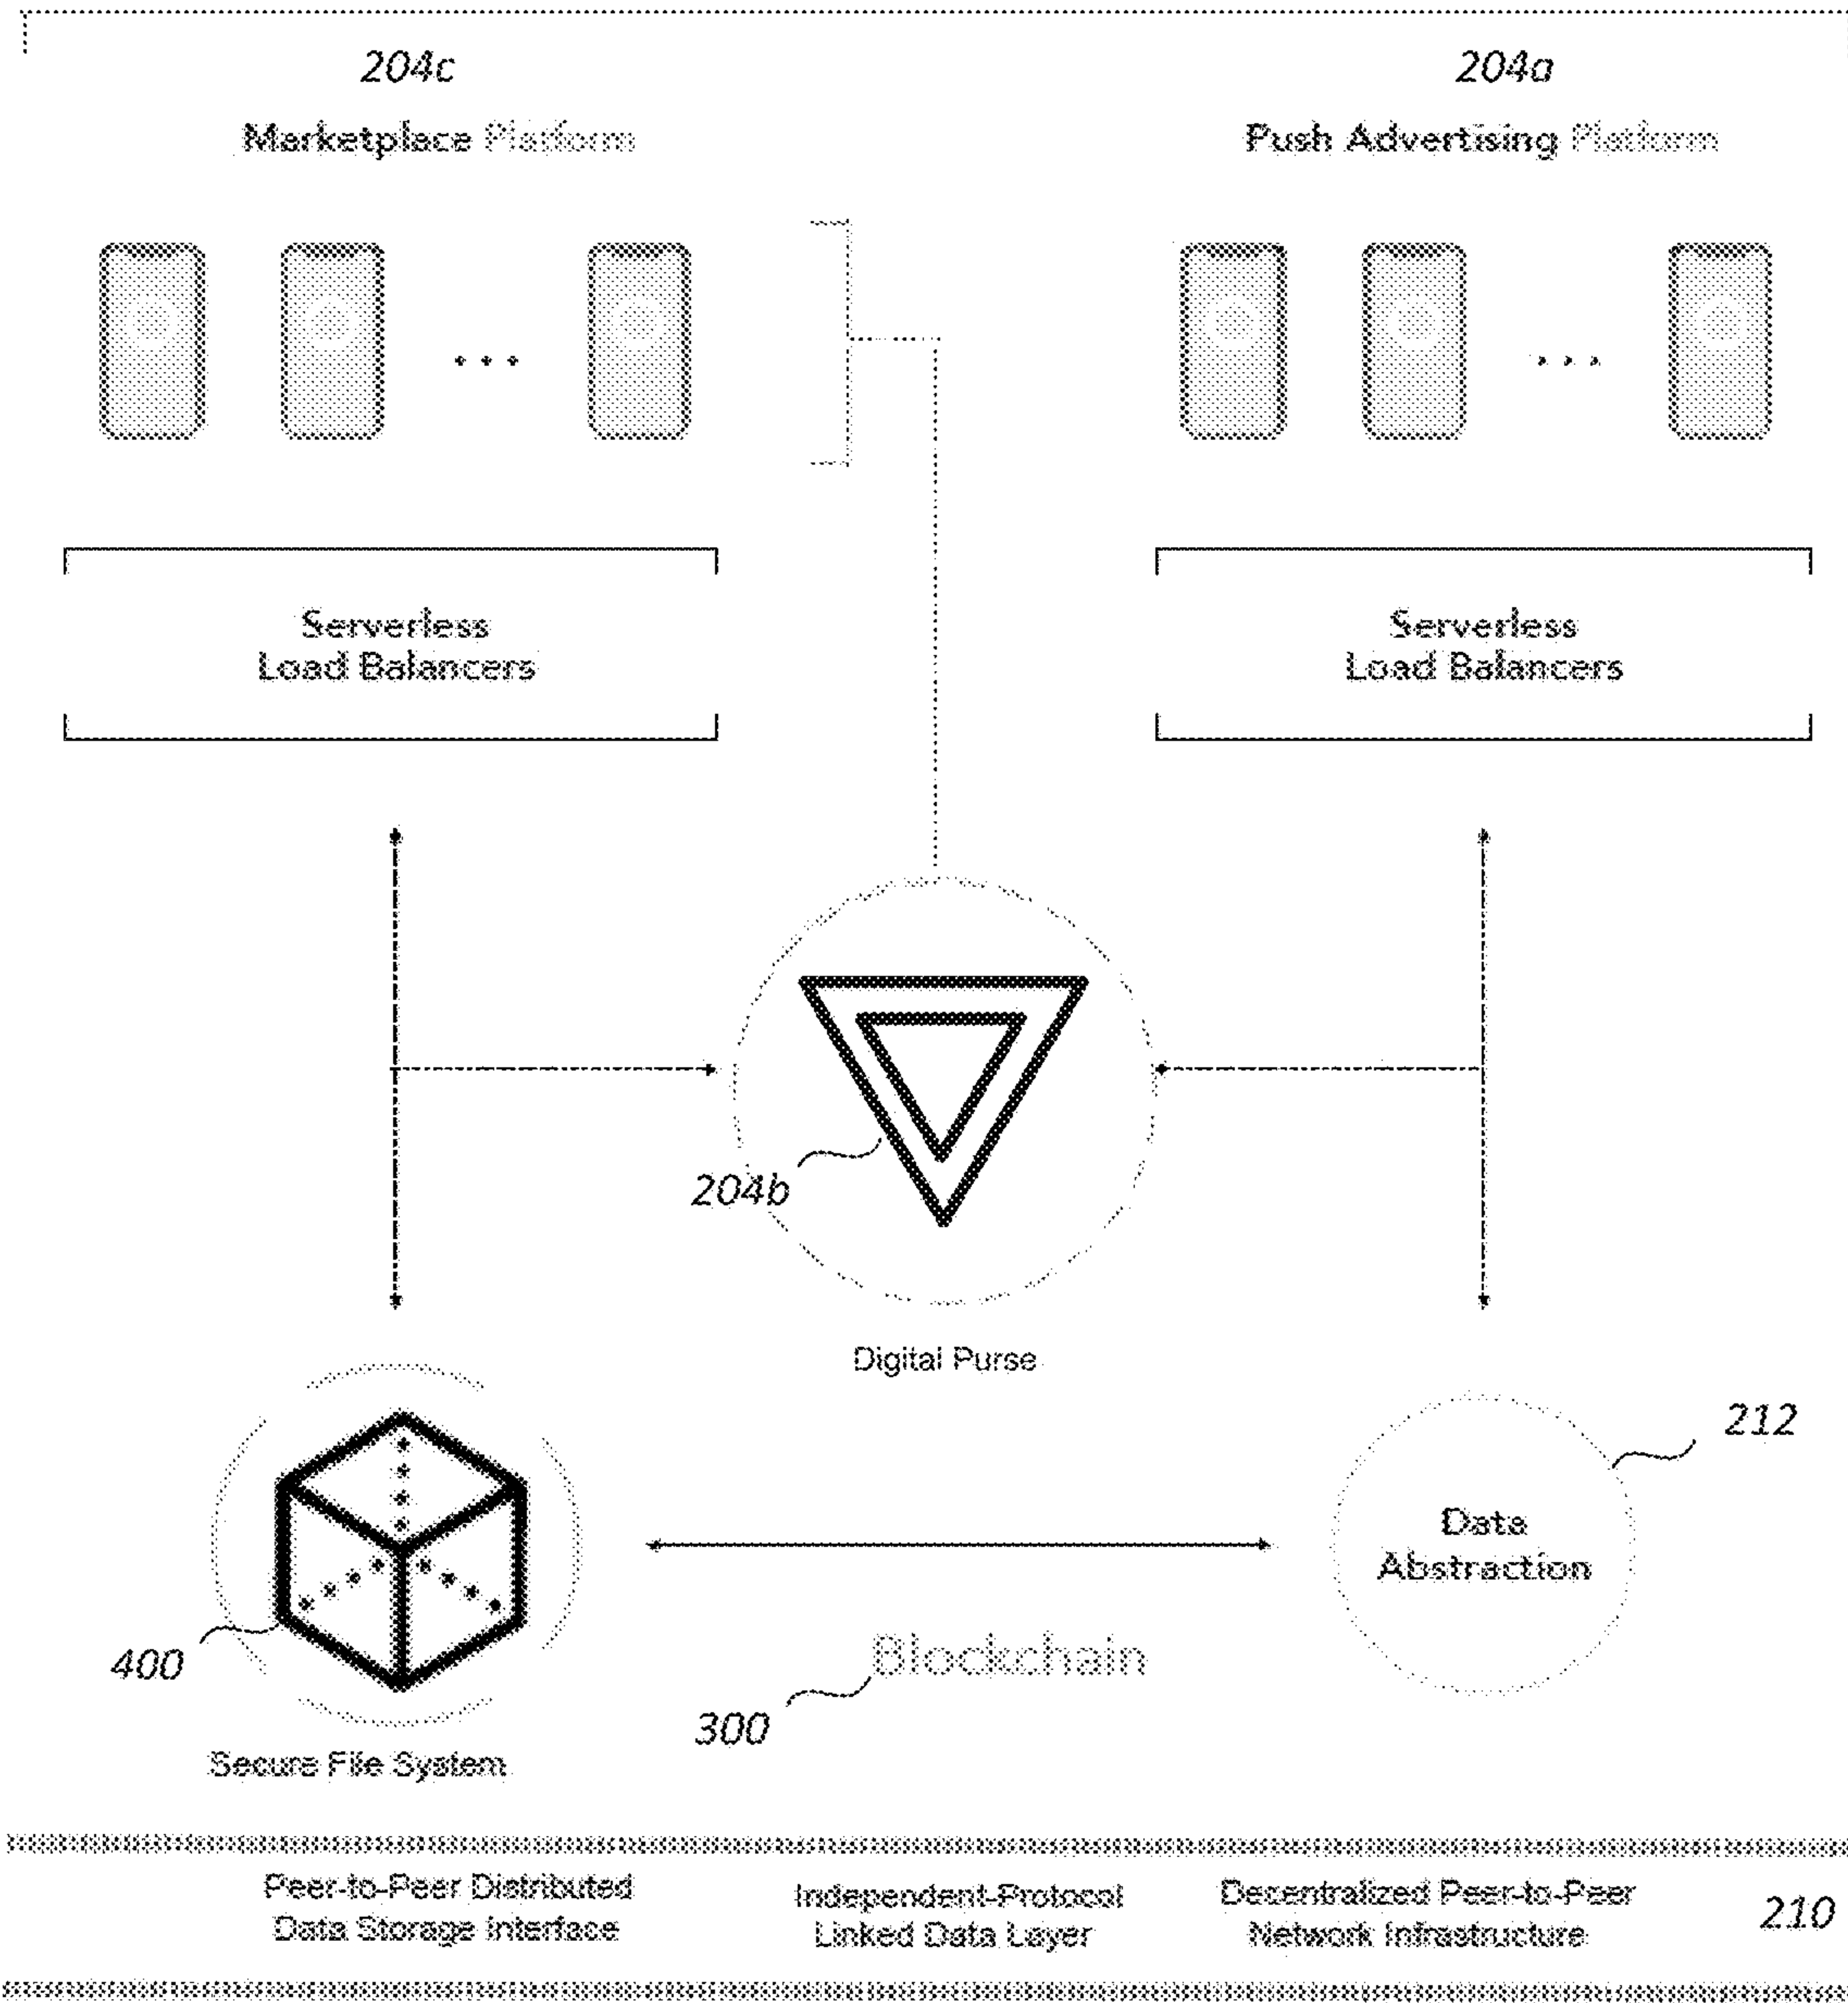 204c
204a
Marketplace Platform
Push Advertising Platform
Serverless
Load Balancers
Serverless
Load Balancers
204b
Digital Purse
212
Data
Abstraction
400
Blockchain
300
Secure File System
Peer-to-Peer Distributed
Data Storage Interface
Independent-Protocal
Linked Data Layer
Decentralized Peer-to-Peer
Network Infrastructure
210